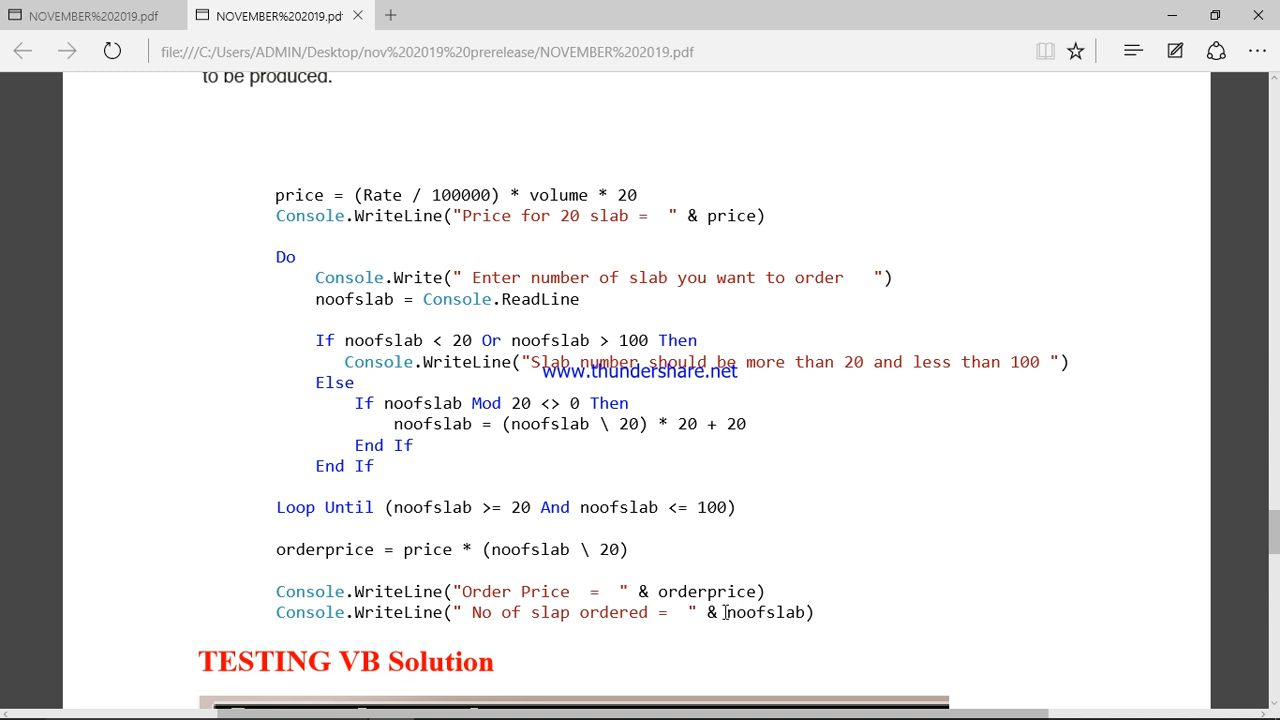 NOVEMBER%202019.pdf
NOVEMBER%202019.pdf
file:///C:/Users/ADMIN/Desktop/nov%202019%20prerelease/NOVEMBER%202019.pdf
to be produced.
price = (Rate / 100000) * volume * 20
Console.WriteLine("Price for 20 slab =  " & price)
Do
Console.Write(" Enter number of slab you want to order   ")
noofslab = Console.ReadLine
If noofslab < 20 Or noofslab > 100 Then
Console.WriteLine("Slab number should be more than 20 and less than 100 ")
www.thundershare.net
Else
If noofslab Mod 20 <> 0 Then
noofslab = (noofslab \ 20) * 20 + 20
End If
End If
Loop Until (noofslab >= 20 And noofslab <= 100)
orderprice = price * (noofslab \ 20)
Console.WriteLine("Order Price  =  " & orderprice)
Console.WriteLine(" No of slap ordered =  " & noofslab)
TESTING VB Solution